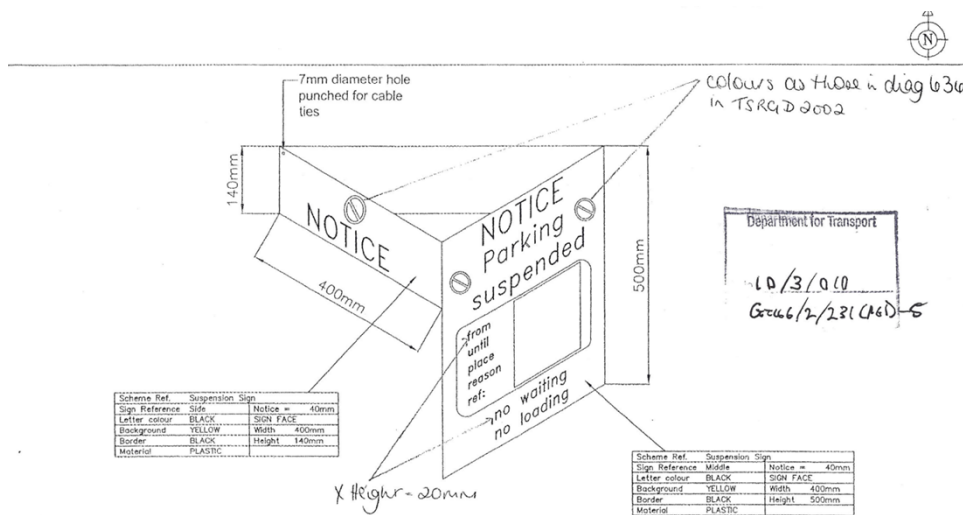 N
7mm diameter hole
punched for cable
ties
colours as those in diag 636
in TSRGD 2002
140mm
NOTICE
400mm
NOTICE
Parking
suspended
500mm
from
until
place
reason
ref:
no waiting
no loading
Department for Transport
10/3/010
Scheme Ref. Suspension Sign
Sign Reference Side Notice = 40mm
Letter colour BLACK SIGN FACE
Background YELLOW Width 400mm
Border BLACK Height 140mm
Material PLASTIC
X Height - 20mm
Scheme Ref. Suspension Sign
Sign Reference Middle Notice = 40mm
Letter colour BLACK SIGN FACE
Background YELLOW Width 400mm
Border BLACK Height 500mm
Material PLASTIC